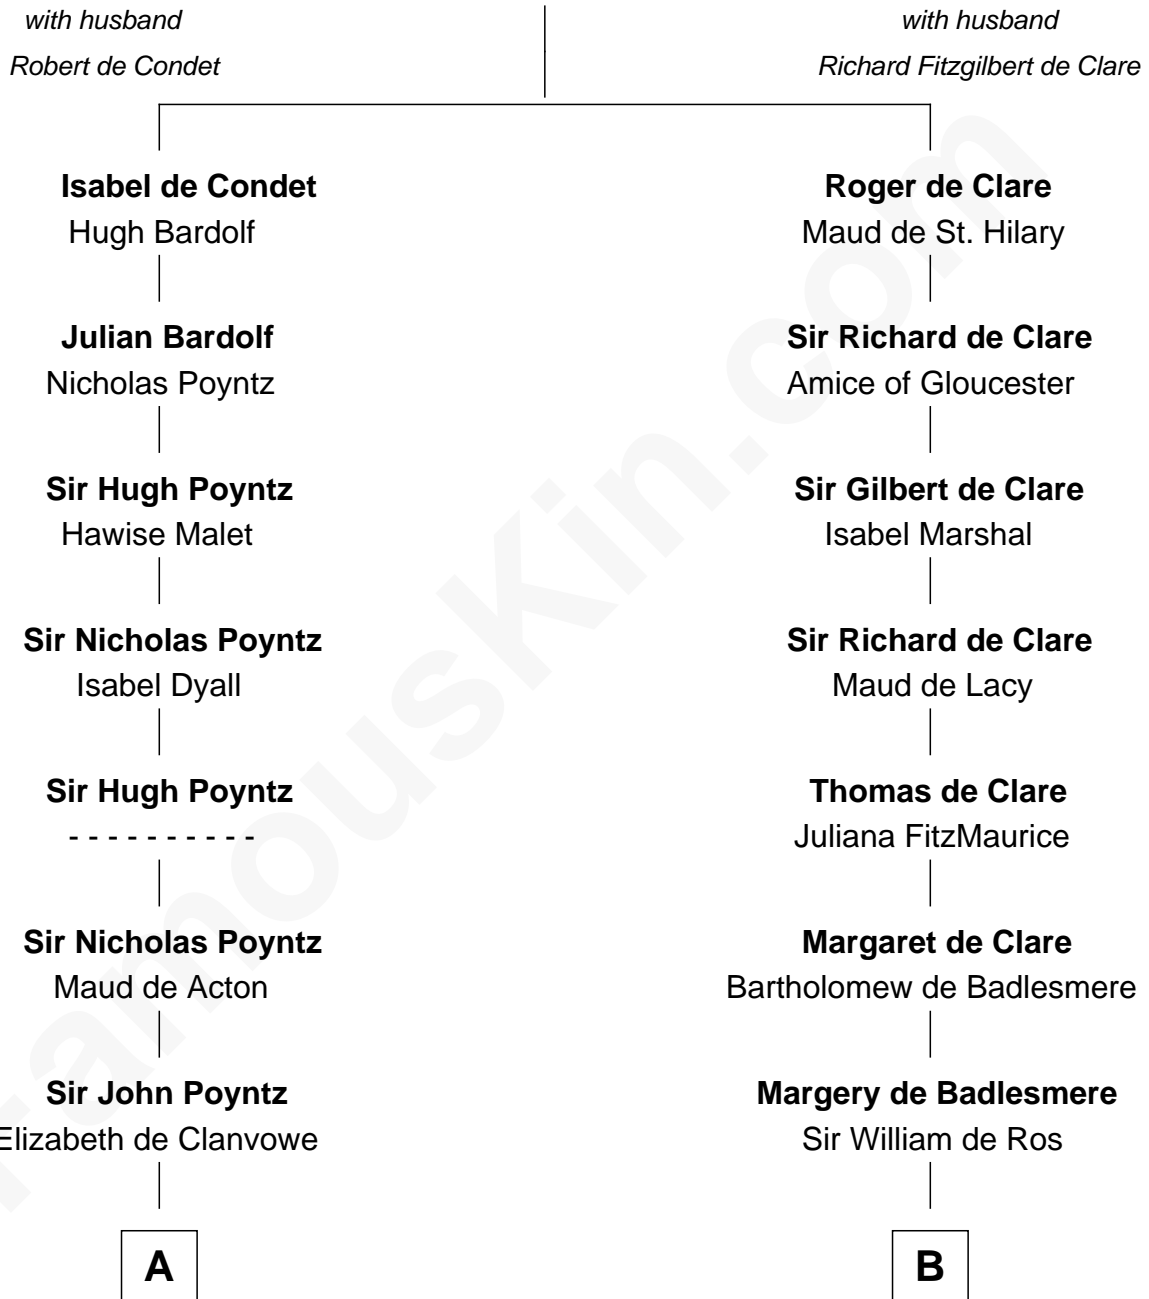 with husband
Robert de Condet
with husband
Richard Fitzgilbert de Clare
Isabel de Condet
Hugh Bardolf
Roger de Clare
Maud de St. Hilary
Julian Bardolf
Nicholas Poyntz
Sir Richard de Clare
Amice of Gloucester
Sir Hugh Poyntz
Hawise Malet
Sir Gilbert de Clare
Isabel Marshal
Sir Nicholas Poyntz
Isabel Dyall
Sir Richard de Clare
Maud de Lacy
Sir Hugh Poyntz
- - - - - - - - - -
Thomas de Clare
Juliana FitzMaurice
Sir Nicholas Poyntz
Maud de Acton
Margaret de Clare
Bartholomew de Badlesmere
Sir John Poyntz
Elizabeth de Clanvowe
Margery de Badlesmere
Sir William de Ros
A
B
FamousKin.com